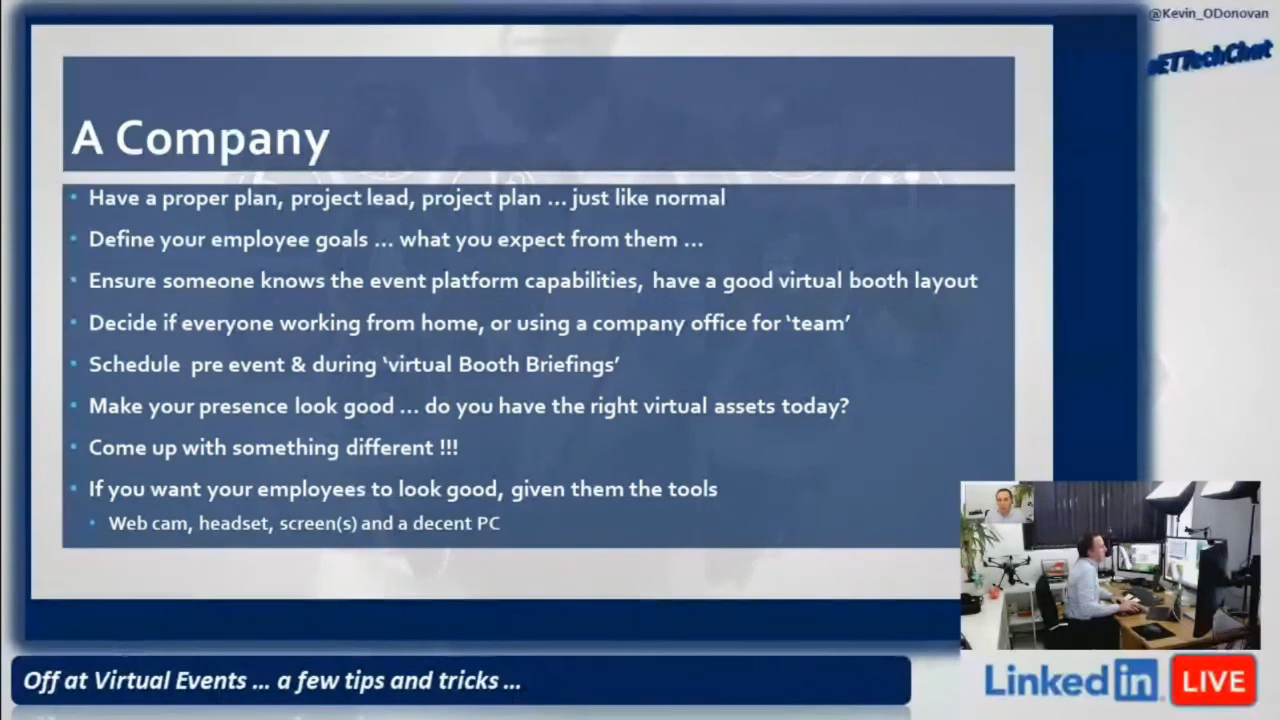 @Kevin_ODonovan
#ETTechChat
A Company
Have a proper plan, project lead, project plan ... just like normal
Define your employee goals ... what you expect from them ...
Ensure someone knows the event platform capabilities, have a good virtual booth layout
Decide if everyone working from home, or using a company office for ‘team’
Schedule pre event & during ‘virtual Booth Briefings’
Make your presence look good ... do you have the right virtual assets today?
Come up with something different !!!
If you want your employees to look good, given them the tools
Web cam, headset, screen(s) and a decent PC
Off at Virtual Events ... a few tips and tricks ...
Linked in LIVE